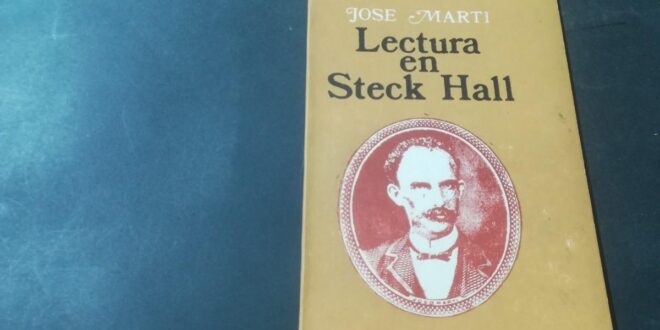 JOSE MARTI
Lectura
en
Steck Hall